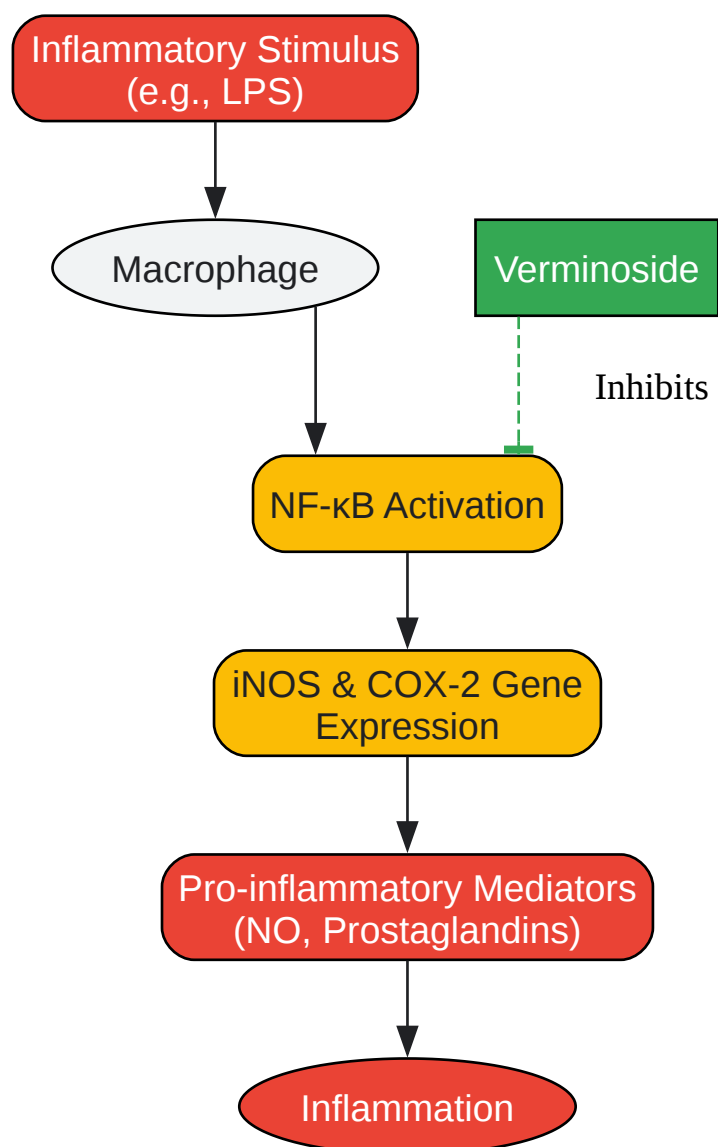 Inflammatory Stimulus
(e.g., LPS)
Macrophage
Verminoside
Inhibits
NF-κB Activation
iNOS & COX-2 Gene
Expression
Pro-inflammatory Mediators
(NO, Prostaglandins)
Inflammation